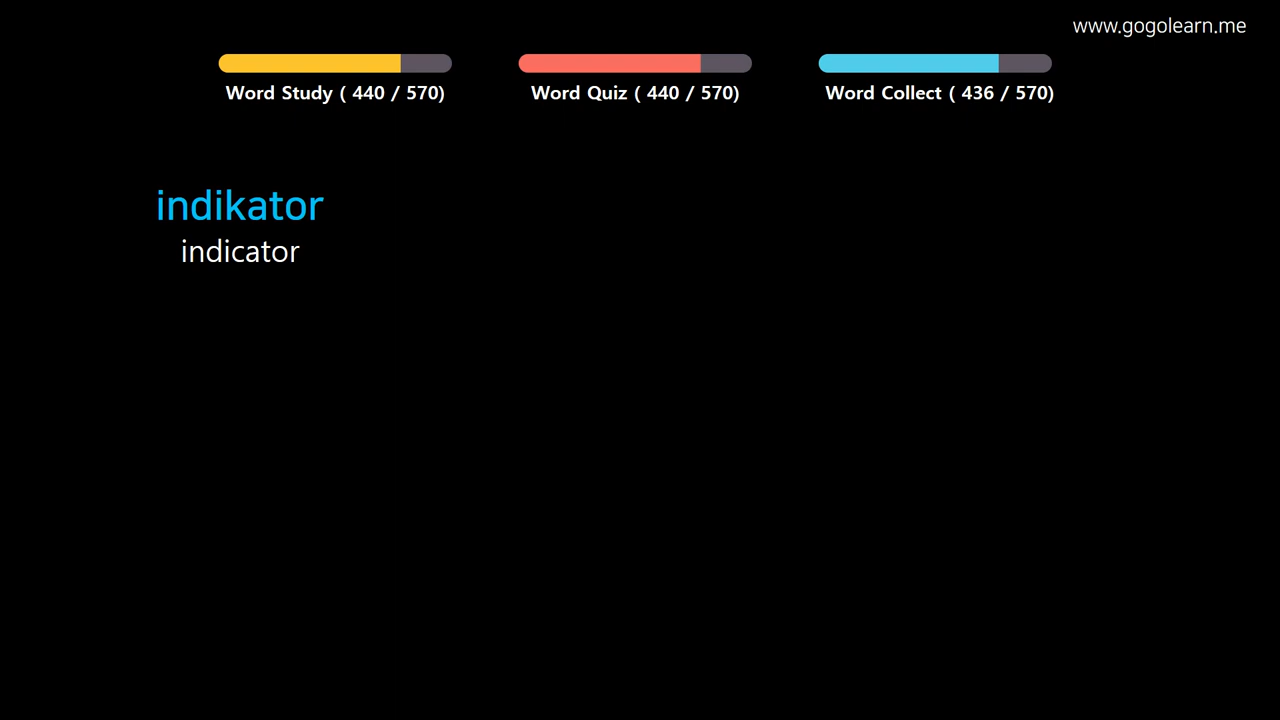 www.gogolearn.me
Word Study ( 440 / 570)
Word Quiz ( 440 / 570)
Word Collect ( 436 / 570)
indikator
indicator